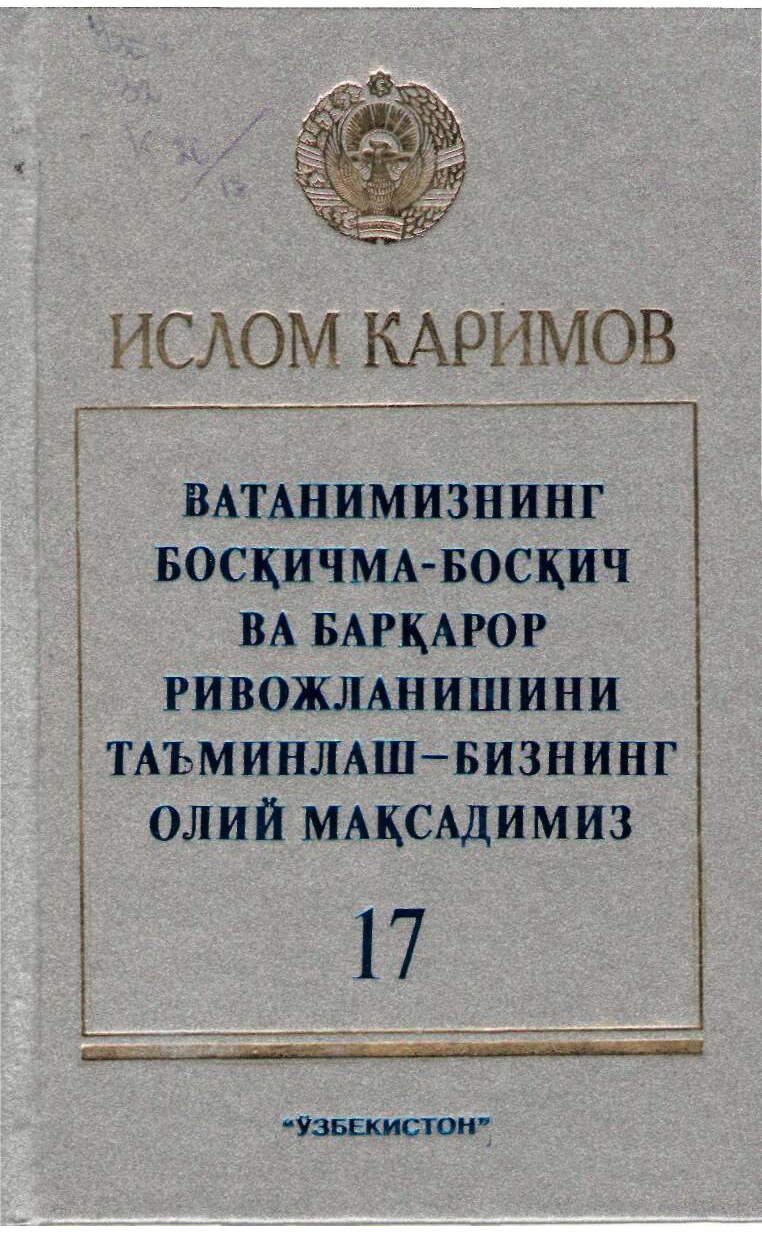 ИСЛОМ КАРИМОВ
ВАТАНИМИЗНИНГ
БОСҚИЧМА-БОСҚИЧ
ВА БАРҚАРОР
РИВОЖЛАНИШИНИ
ТАЪМИНЛАШ–БИЗНИНГ
ОЛИЙ МАҚСАДИМИЗ
17
“ЎЗБЕКИСТОН”